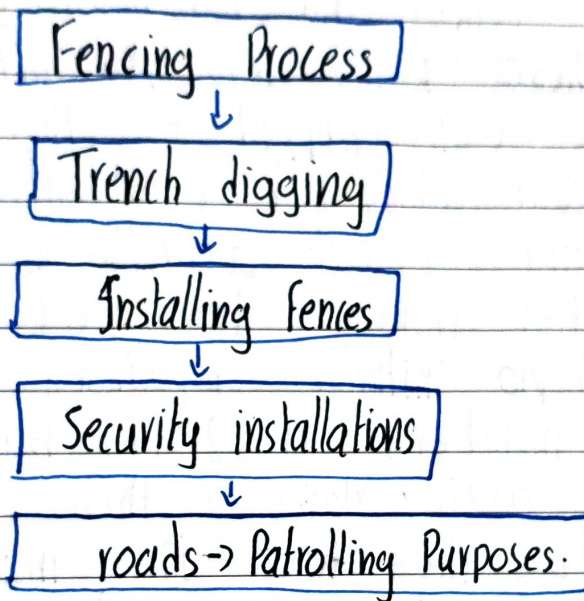 Fencing Process
Trench digging
Installing fences
Security installations
roads -> Patrolling Purposes.